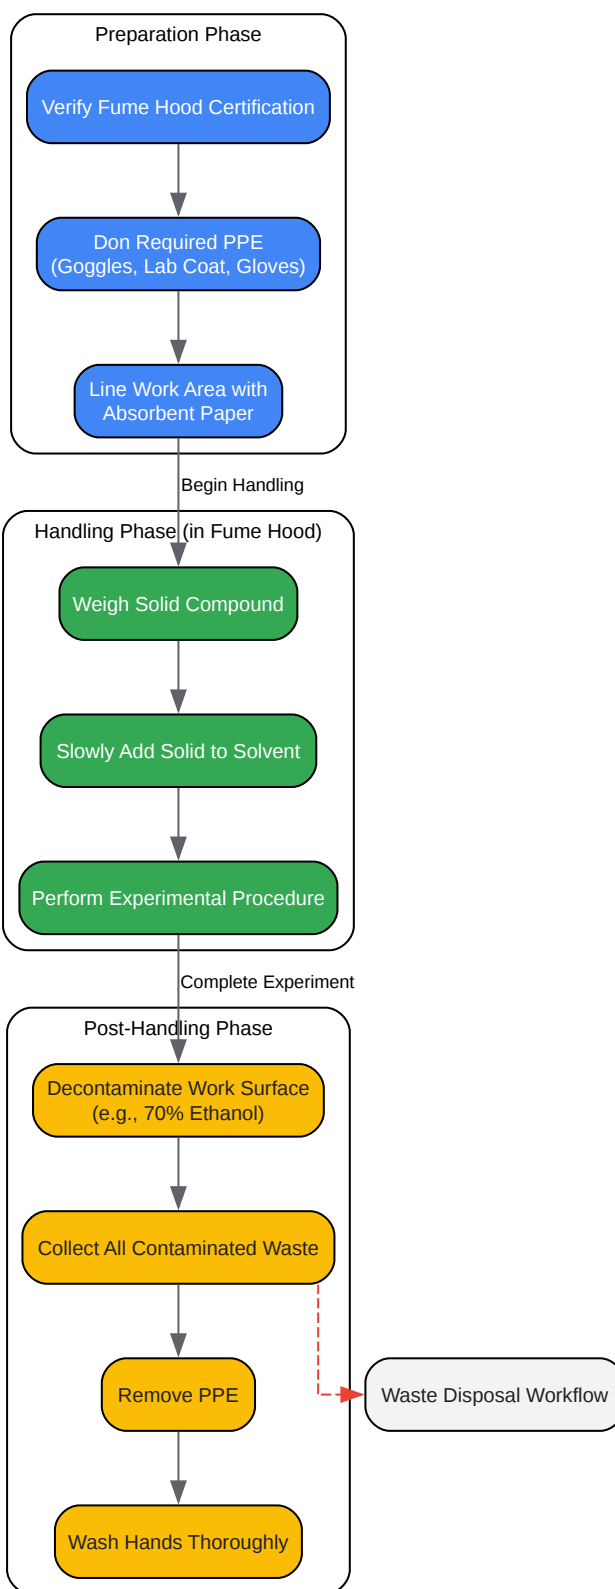 Preparation Phase
Verify Fume Hood Certification
Don Required PPE
(Goggles, Lab Coat, Gloves)
Line Work Area with
Absorbent Paper
Begin Handling
Handling Phase (in Fume Hood)
Weigh Solid Compound
Slowly Add Solid to Solvent
Perform Experimental Procedure
Complete Experiment
Post-Handling Phase
Decontaminate Work Surface
(e.g., 70% Ethanol)
Collect All Contaminated Waste
Remove PPE
Waste Disposal Workflow
Wash Hands Thoroughly